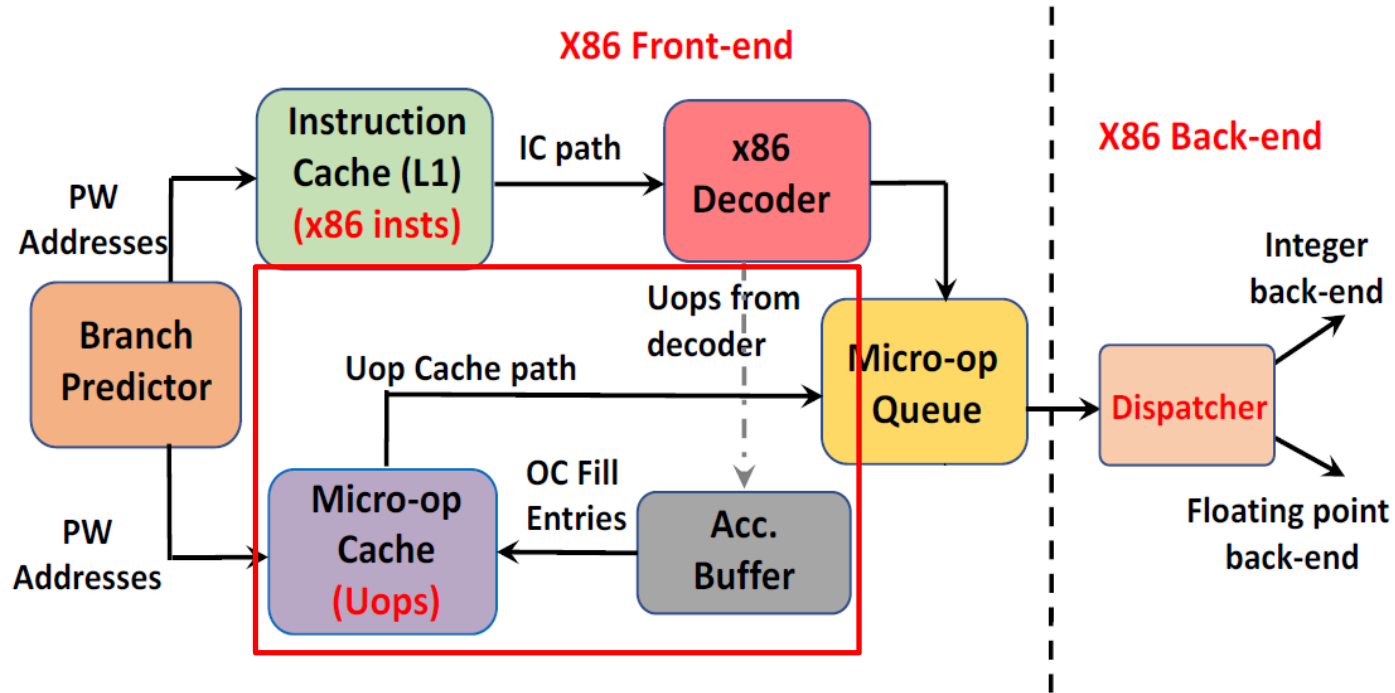 X86 Front-end
X86 Back-end
Instruction
Cache (L1)
(x86 insts)
IC path
x86
Decoder
PW
Addresses
Branch
Predictor
Uops from
decoder
Uop Cache path
Micro-op
Queue
Dispatcher
Integer
back-end
Floating point
back-end
PW
Addresses
Micro-op
Cache
(Uops)
OC Fill
Entries
Acc.
Buffer